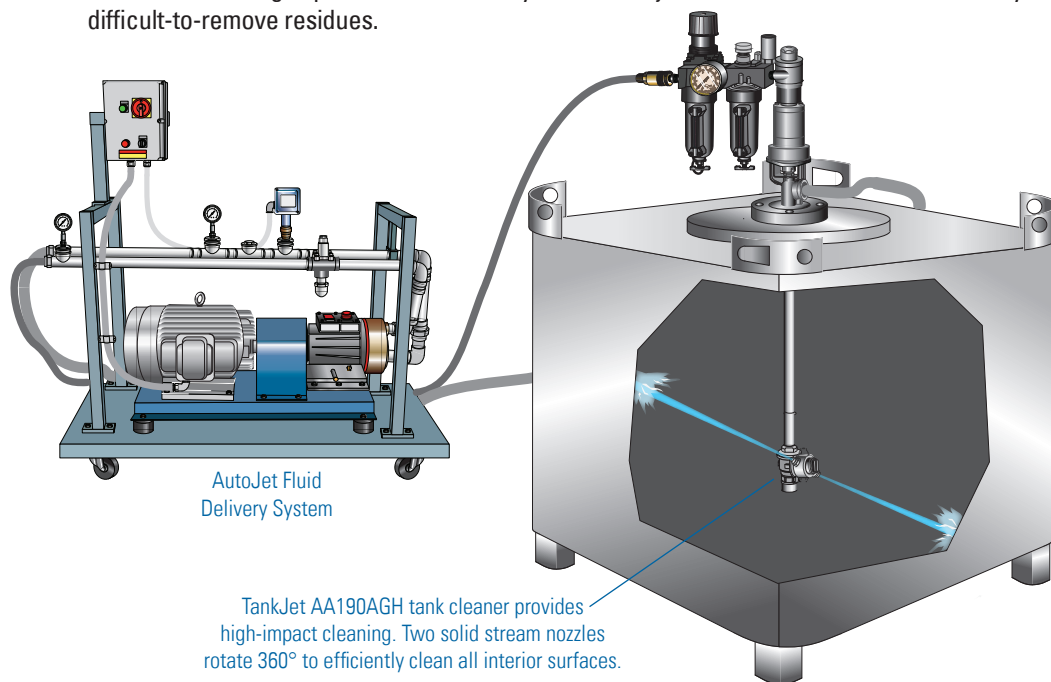 difficult-to-remove residues.
AutoJet Fluid
Delivery System
TankJet AA190AGH tank cleaner provides
high-impact cleaning. Two solid stream nozzles
rotate 360° to efficiently clean all interior surfaces.